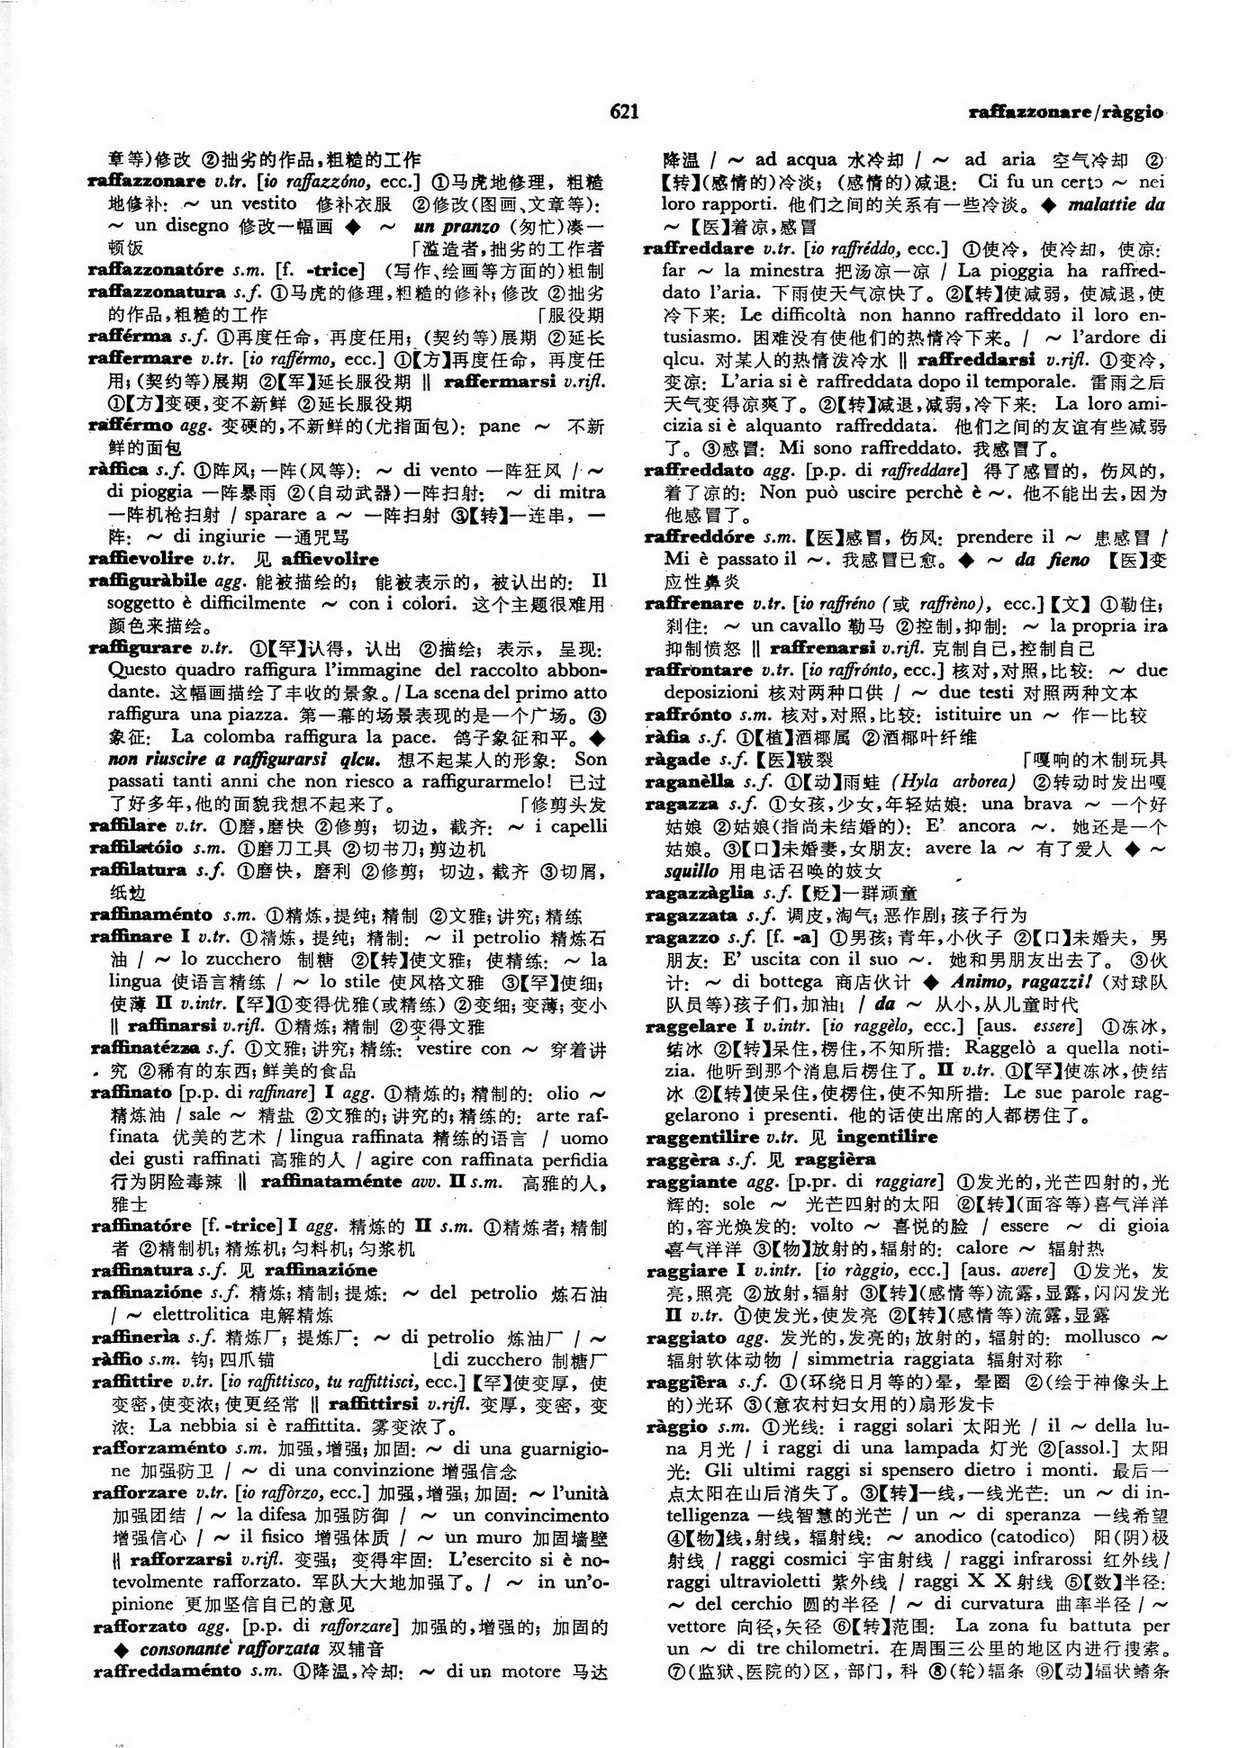 621
raffazzonare/ràggio
章等)修改 ②拙劣的作品,粗糙的工作
raffazzonare v.tr. [io raffazzóno, ecc.] ①马虎地修理，粗糙
地修补: ～ un vestito 修补衣服 ②修改(图画、文章等):
～ un disegno 修改一幅画 ◆ ～ un pranzo (匆忙)凑一
顿饭 「滥造者,拙劣的工作者
raffazzonatóre s.m. [f. -trice] (写作、绘画等方面的)粗制
raffazzonatura s.f. ①马虎的修理,粗糙的修补; 修改 ②拙劣
的作品,粗糙的工作 「服役期
rafférma s.f. ①再度任命, 再度任用; (契约等)展期 ②延长
raffermare v.tr. [io rafférmo, ecc.] ①【方】再度任命, 再度任
用; (契约等)展期 ②【军】延长服役期 ‖ raffermarsi v.rifl.
①【方】变硬,变不新鲜 ②延长服役期
rafférmo agg. 变硬的,不新鲜的(尤指面包): pane ～ 不新
鲜的面包
ràffica s.f. ①阵风; 一阵(风等): ～ di vento 一阵狂风 / ～
di pioggia 一阵暴雨 ②(自动武器)一阵扫射: ～ di mitra
一阵机枪扫射 / sparare a ～ 一阵扫射 ③【转】一连串, 一
阵: ～ di ingiurie 一通咒骂
raffievolire v.tr. 见 affievolire
raffiguràbile agg. 能被描绘的; 能被表示的, 被认出的: Il
soggetto è difficilmente ～ con i colori. 这个主题很难用
颜色来描绘。
raffigurare v.tr. ①【罕】认得, 认出 ②描绘; 表示, 呈现:
Questo quadro raffigura l'immagine del raccolto abbon-
dante. 这幅画描绘了丰收的景象。/ La scena del primo atto
raffigura una piazza. 第一幕的场景表现的是一个广场。③
象征: La colomba raffigura la pace. 鸽子象征和平。◆
non riuscire a raffigurarsi qlcu. 想不起某人的形象: Son
passati tanti anni che non riesco a raffigurarmelo! 已过
了好多年,他的面貌我想不起来了。 「修剪头发
raffilare v.tr. ①磨,磨快 ②修剪; 切边, 截齐: ～ i capelli
raffilatóio s.m. ①磨刀工具 ②切书刀; 剪边机
raffilatura s.f. ①磨快, 磨利 ②修剪; 切边, 截齐 ③切屑,
纸边
raffinaménto s.m. ①精炼,提纯; 精制 ②文雅; 讲究; 精练
raffinare I v.tr. ①精炼, 提纯; 精制: ～ il petrolio 精炼石
油 / ～ lo zucchero 制糖 ②【转】使文雅; 使精练: ～ la
lingua 使语言精练 / ～ lo stile 使风格文雅 ③【罕】使细;
使薄 II v.intr. 【罕】①变得优雅(或精练) ②变细; 变薄; 变小
‖ raffinarsi v.rifl. ①精炼; 精制 ②变得文雅
raffinatézza s.f. ①文雅; 讲究; 精练: vestire con ～ 穿着讲
究 ②稀有的东西; 鲜美的食品
raffinato [p.p. di raffinare] I agg. ①精炼的; 精制的: olio ～
精炼油 / sale ～ 精盐 ②文雅的; 讲究的; 精练的: arte raf-
finata 优美的艺术 / lingua raffinata 精练的语言 / uomo
dei gusti raffinati 高雅的人 / agire con raffinata perfidia
行为阴险毒辣 ‖ raffinataménte avv. II s.m. 高雅的人,
雅士
raffinatóre [f. -trice] I agg. 精炼的 II s.m. ①精炼者; 精制
者 ②精制机; 精炼机; 匀料机; 匀浆机
raffinatura s.f. 见 raffinazióne
raffinazióne s.f. 精炼; 精制; 提炼: ～ del petrolio 炼石油
/ ～ elettrolitica 电解精炼
raffinerìa s.f. 精炼厂; 提炼厂: ～ di petrolio 炼油厂 / ～
ràffio s.m. 钩; 四爪锚 ⌊di zucchero 制糖厂
raffittire v.tr. [io raffittisco, tu raffittisci, ecc.]【罕】使变厚, 使
变密,使变浓; 使更经常 ‖ raffittirsi v.rifl. 变厚, 变密, 变
浓: La nebbia si è raffittita. 雾变浓了。
rafforzaménto s.m. 加强,增强; 加固: ～ di una guarnigio-
ne 加强防卫 / ～ di una convinzione 增强信念
rafforzare v.tr. [io raffòrzo, ecc.] 加强,增强; 加固: ～ l'unità
加强团结 / ～ la difesa 加强防御 / ～ un convincimento
增强信心 / ～ il fisico 增强体质 / ～ un muro 加固墙壁
‖ rafforzarsi v.rifl. 变强; 变得牢固: L'esercito si è no-
tevolmente rafforzato. 军队大大地加强了。/ ～ in un'o-
pinione 更加坚信自己的意见
rafforzato agg. [p.p. di rafforzare] 加强的,增强的; 加固的
◆ consonante rafforzata 双辅音
raffreddaménto s.m. ①降温,冷却: ～ di un motore 马达
降温 / ～ ad acqua 水冷却 / ～ ad aria 空气冷却 ②
【转】(感情的)冷淡; (感情的)减退: Ci fu un certo ～ nei
loro rapporti. 他们之间的关系有一些冷淡。◆ malattie da
～【医】着凉,感冒
raffreddare v.tr. [io raffréddo, ecc.] ①使冷, 使冷却, 使凉:
far ～ la minestra 把汤凉一凉 / La pioggia ha raffred-
dato l'aria. 下雨使天气凉快了。②【转】使减弱, 使减退,使
冷下来: Le difficoltà non hanno raffreddato il loro en-
tusiasmo. 困难没有使他们的热情冷下来。/ ～ l'ardore di
qlcu. 对某人的热情泼冷水 ‖ raffreddarsi v.rifl. ①变冷,
变凉: L'aria si è raffreddata dopo il temporale. 雷雨之后
天气变得凉爽了。②【转】减退,减弱,冷下来: La loro ami-
cizia si è alquanto raffreddata. 他们之间的友谊有些减弱
了。③感冒: Mi sono raffreddato. 我感冒了。
raffreddato agg. [p.p. di raffreddare] 得了感冒的, 伤风的,
着了凉的: Non può uscire perchè è ～. 他不能出去,因为
他感冒了。
raffreddóre s.m. 【医】感冒, 伤风: prendere il ～ 患感冒 /
Mi è passato il ～. 我感冒已愈。◆ ～ da fieno 【医】变
应性鼻炎
raffrenare v.tr. [io raffréno (或 raffrèno), ecc.]【文】①勒住;
刹住: ～ un cavallo 勒马 ②控制,抑制: ～ la propria ira
抑制愤怒 ‖ raffrenarsi v.rifl. 克制自己,控制自己
raffrontare v.tr. [io raffrónto, ecc.] 核对,对照,比较: ～ due
deposizioni 核对两种口供 / ～ due testi 对照两种文本
raffrónto s.m. 核对,对照,比较: istituire un ～ 作一比较
ràfia s.f. ①【植】酒椰属 ②酒椰叶纤维
ràgade s.f.【医】皲裂 「嘎响的木制玩具
raganèlla s.f. ①【动】雨蛙 (Hyla arborea) ②转动时发出嘎
ragazza s.f. ①女孩,少女,年轻姑娘: una brava ～ 一个好
姑娘 ②姑娘(指尚未结婚的): E' ancora ～. 她还是一个
姑娘。③【口】未婚妻,女朋友: avere la ～ 有了爱人 ◆ ～
squillo 用电话召唤的妓女
ragazzàglia s.f.【贬】一群顽童
ragazzata s.f. 调皮,淘气; 恶作剧; 孩子行为
ragazzo s.f. [f. -a] ①男孩; 青年,小伙子 ②【口】未婚夫, 男
朋友: E' uscita con il suo ～. 她和男朋友出去了。③伙
计: ～ di bottega 商店伙计 ◆ Animo, ragazzi! (对球队
队员等)孩子们,加油! / da ～ 从小,从儿童时代
raggelare I v.intr. [io raggèlo, ecc.] [aus. essere] ①冻冰,
结冰 ②【转】呆住,楞住,不知所措: Raggelò a quella noti-
zia. 他听到那个消息后楞住了。II v.tr. ①【罕】使冻冰,使结
冰 ②【转】使呆住,使楞住,使不知所措: Le sue parole rag-
gelarono i presenti. 他的话使出席的人都楞住了。
raggentilire v.tr. 见 ingentilire
raggèra s.f. 见 raggièra
raggiante agg. [p.pr. di raggiare] ①发光的,光芒四射的,光
辉的: sole ～ 光芒四射的太阳 ②【转】(面容等)喜气洋洋
的,容光焕发的: volto ～ 喜悦的脸 / essere ～ di gioia
喜气洋洋 ③【物】放射的,辐射的: calore ～ 辐射热
raggiare I v.intr. [io ràggio, ecc.] [aus. avere] ①发光, 发
亮,照亮 ②放射,辐射 ③【转】(感情等)流露,显露,闪闪发光
II v.tr. ①使发光,使发亮 ②【转】(感情等)流露,显露
raggiato agg. 发光的,发亮的; 放射的, 辐射的: mollusco ～
辐射软体动物 / simmetria raggiata 辐射对称
raggièra s.f. ①(环绕日月等的)晕, 晕圈 ②(绘于神像头上
的)光环 ③(意农村妇女用的)扇形发卡
ràggio s.m. ①光线: i raggi solari 太阳光 / il ～ della lu-
na 月光 / i raggi di una lampada 灯光 ②[assol.] 太阳
光: Gli ultimi raggi si spensero dietro i monti. 最后一
点太阳在山后消失了。③【转】一线,一线光芒: un ～ di in-
telligenza 一线智慧的光芒 / un ～ di speranza 一线希望
④【物】线,射线, 辐射线: ～ anodico (catodico) 阳(阴)极
射线 / raggi cosmici 宇宙射线 / raggi infrarossi 红外线 /
raggi ultravioletti 紫外线 / raggi X X射线 ⑤【数】半径:
～ del cerchio 圆的半径 / ～ di curvatura 曲率半径 / ～
vettore 向径,矢径 ⑥【转】范围: La zona fu battuta per
un ～ di tre chilometri. 在周围三公里的地区内进行搜索。
⑦(监狱、医院的)区, 部门, 科 ⑧(轮)辐条 ⑨【动】辐状鳍条